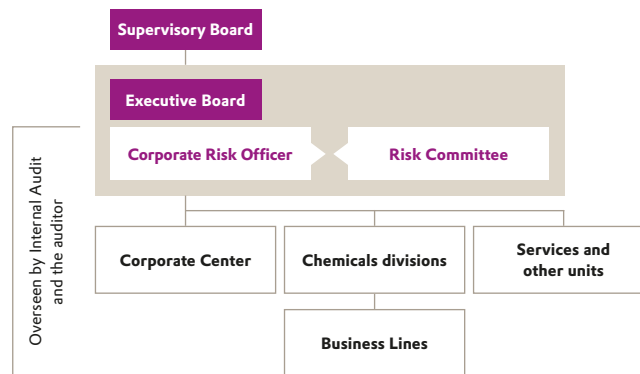 Supervisory Board
Executive Board
Corporate Risk Officer
Risk Committee
Overseen by Internal Audit
and the auditor
Corporate Center
Chemicals divisions
Services and
other units
Business Lines